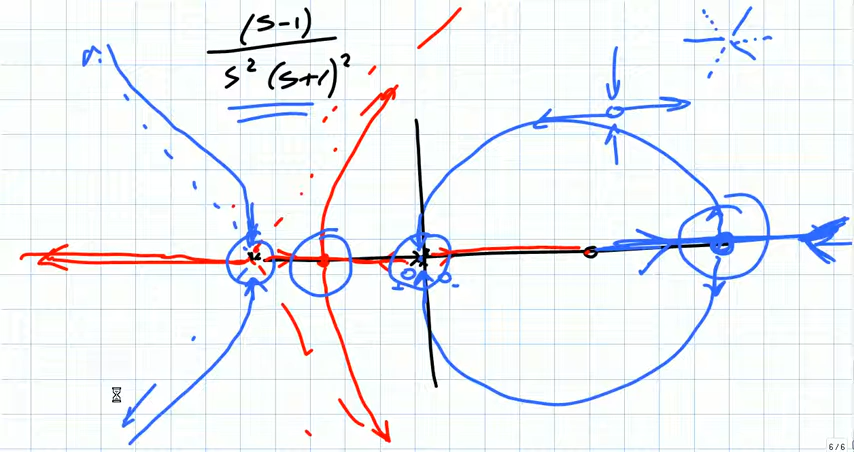 (s-1)
s² (s+1)²
6/6